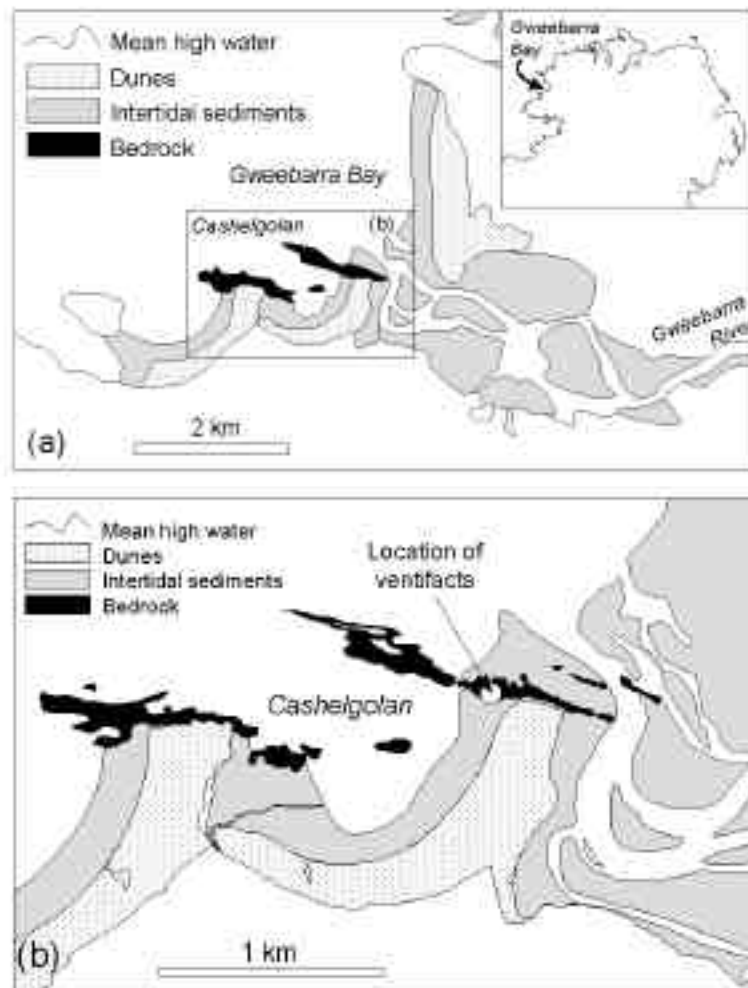 Mean high water
Dunes
Intertidal sediments
Bedrock
Gweebarra
Bay
Gweebarra Bay
Cashelgolan
(b)
Gweebarra
River
(a)
2 km
Mean high water
Dunes
Intertidal sediments
Bedrock
Location of
ventifacts
Cashelgolan
(b)
1 km